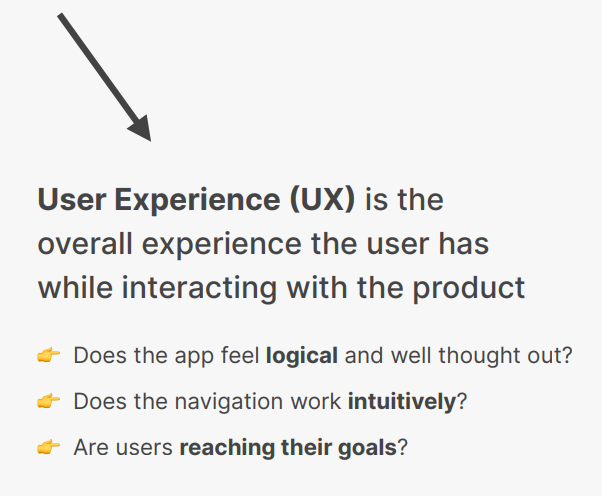 User Experience (UX) is the
overall experience the user has
while interacting with the product
👉 Does the app feel logical and well thought out?
👉 Does the navigation work intuitively?
👉 Are users reaching their goals?